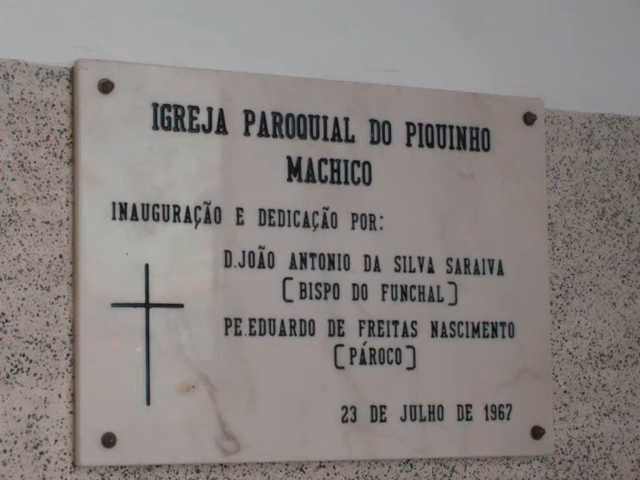 IGREJA PAROQUIAL DO PIQUINHO
MACHICO
INAUGURAÇÃO E DEDICAÇÃO POR:
D.JOÃO ANTONIO DA SILVA SARAIVA
[BISPO DO FUNCHAL]
PE.EDUARDO DE FREITAS NASCIMENTO
[PÁROCO]
23 DE JULHO DE 1967